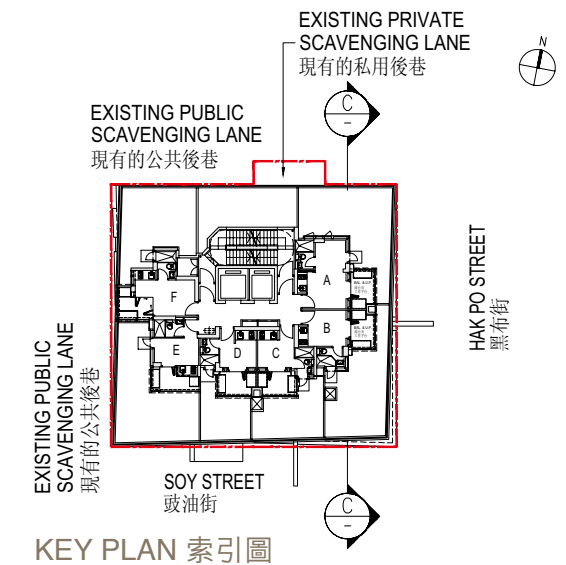 EXISTING PRIVATE
SCAVENGING LANE
現有的私用後巷
N
C
-
EXISTING PUBLIC
SCAVENGING LANE
現有的公共後巷
A
F
B
E
D
C
HAK PO STREET
黑布街
EXISTING PUBLIC
SCAVENGING LANE
現有的公共後巷
SOY STREET
豉油街
C
-
KEY PLAN 索引圖